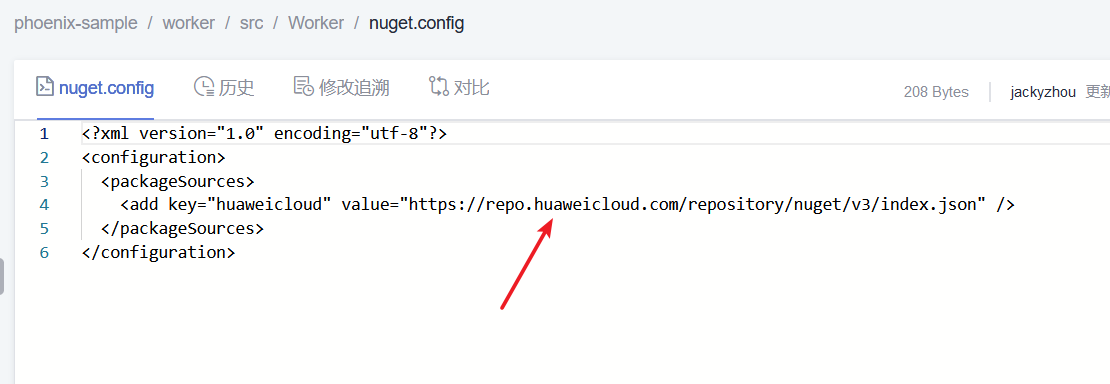 phoenix-sample / worker / src / Worker / nuget.config
nuget.config 历史 修改追溯 对比 208 Bytes jackyzhou 更新
1 <?xml version="1.0" encoding="utf-8"?>
2 <configuration>
3 <packageSources>
4 <add key="huaweicloud" value="https://repo.huaweicloud.com/repository/nuget/v3/index.json" />
5 </packageSources>
6 </configuration>